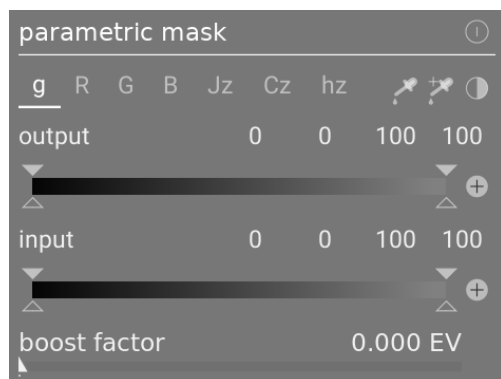 parametric mask
g R G B Jz Cz hz
output 0 0 100 100
input 0 0 100 100
boost factor 0.000 EV